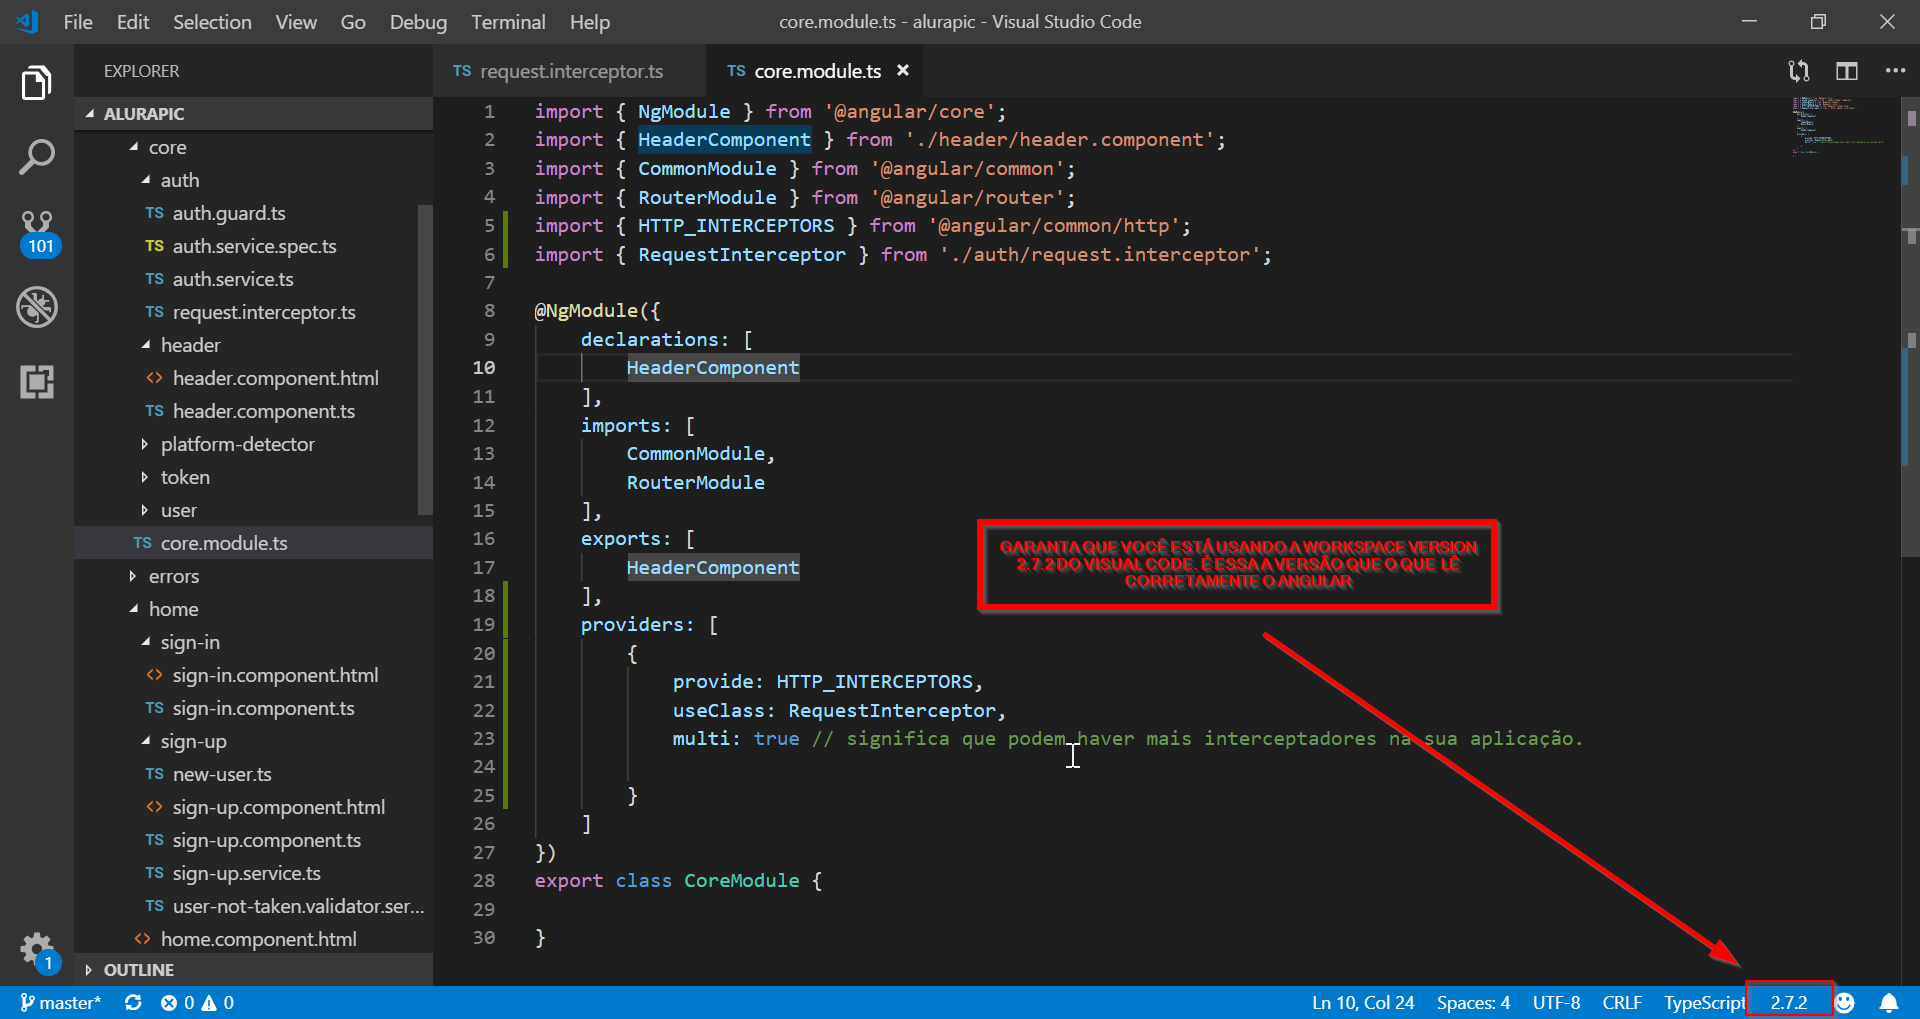 File Edit Selection View Go Debug Terminal Help
core.module.ts - alurapic - Visual Studio Code
EXPLORER
ALURAPIC
core
auth
TS auth.guard.ts
TS auth.service.spec.ts
TS auth.service.ts
TS request.interceptor.ts
header
<> header.component.html
TS header.component.ts
platform-detector
token
user
TS core.module.ts
errors
home
sign-in
<> sign-in.component.html
TS sign-in.component.ts
sign-up
TS new-user.ts
<> sign-up.component.html
TS sign-up.component.ts
TS sign-up.service.ts
TS user-not-taken.validator.ser...
<> home.component.html
OUTLINE
101
1
TS request.interceptor.ts
TS core.module.ts ×
1 import { NgModule } from '@angular/core';
2 import { HeaderComponent } from './header/header.component';
3 import { CommonModule } from '@angular/common';
4 import { RouterModule } from '@angular/router';
5 import { HTTP_INTERCEPTORS } from '@angular/common/http';
6 import { RequestInterceptor } from './auth/request.interceptor';
7
8 @NgModule({
9 declarations: [
10 HeaderComponent
11 ],
12 imports: [
13 CommonModule,
14 RouterModule
15 ],
16 exports: [
17 HeaderComponent
18 ],
19 providers: [
20 {
21 provide: HTTP_INTERCEPTORS,
22 useClass: RequestInterceptor,
23 multi: true // significa que podem haver mais interceptadores na sua aplicação.
24
25 }
26 ]
27 })
28 export class CoreModule {
29
30 }
GARANTA QUE VOCÊ ESTÁ USANDO A WORKSPACE VERSION
2.7.2 DO VISUAL CODE. É ESSA A VERSÃO QUE O QUE LÊ
CORRETAMENTE O ANGULAR
master* 0 0
Ln 10, Col 24 Spaces: 4 UTF-8 CRLF TypeScript 2.7.2